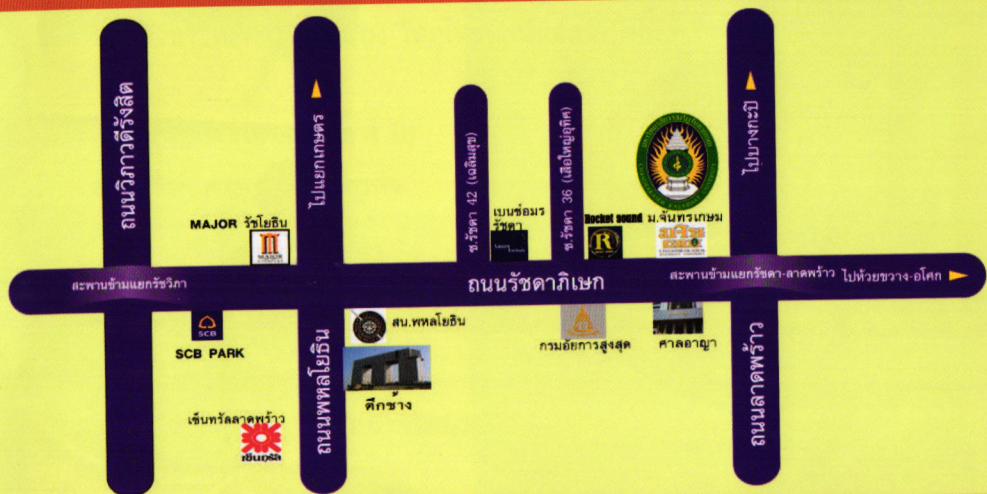 ถนนวิภาวดีรังสิต
ไปแยกเกษตร
ซ.รัชดา 42 (เฉลิมสุข)
ซ.รัชดา 36 (เสือใหญ่อุทิศ)
ไปบางกะปิ
MAJOR รัชโยธิน
MAJOR
เบนซ์อมร
รัชดา
Rocket sound
R
ม.จันทรเกษม
สะพานข้ามแยกรัชวิภา
ถนนรัชดาภิเษก
สะพานข้ามแยกรัชดา-ลาดพร้าว
ไปห้วยขวาง-อโศก
SCB
SCB PARK
สน.พหลโยธิน
กรมอัยการสูงสุด
ศาลอาญา
ตึกช้าง
เซ็นทรัลลาดพร้าว
เซ็นทรัล
ถนนพหลโยธิน
ถนนลาดพร้าว